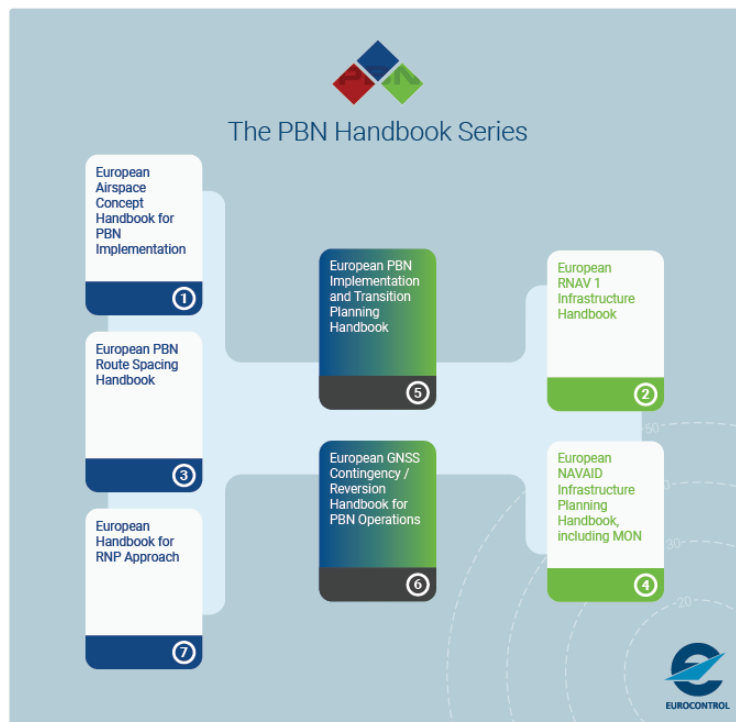 PBN
The PBN Handbook Series
European
Airspace
Concept
Handbook for
PBN
Implementation
1
European PBN
Route Spacing
Handbook
3
European
Handbook for
RNP Approach
7
European PBN
Implementation
and Transition
Planning
Handbook
5
European GNSS
Contingency /
Reversion
Handbook for
PBN Operations
6
European
RNAV 1
Infrastructure
Handbook
2
European
NAVAID
Infrastructure
Planning
Handbook,
including MON
4
50
30
20
EUROCONTROL